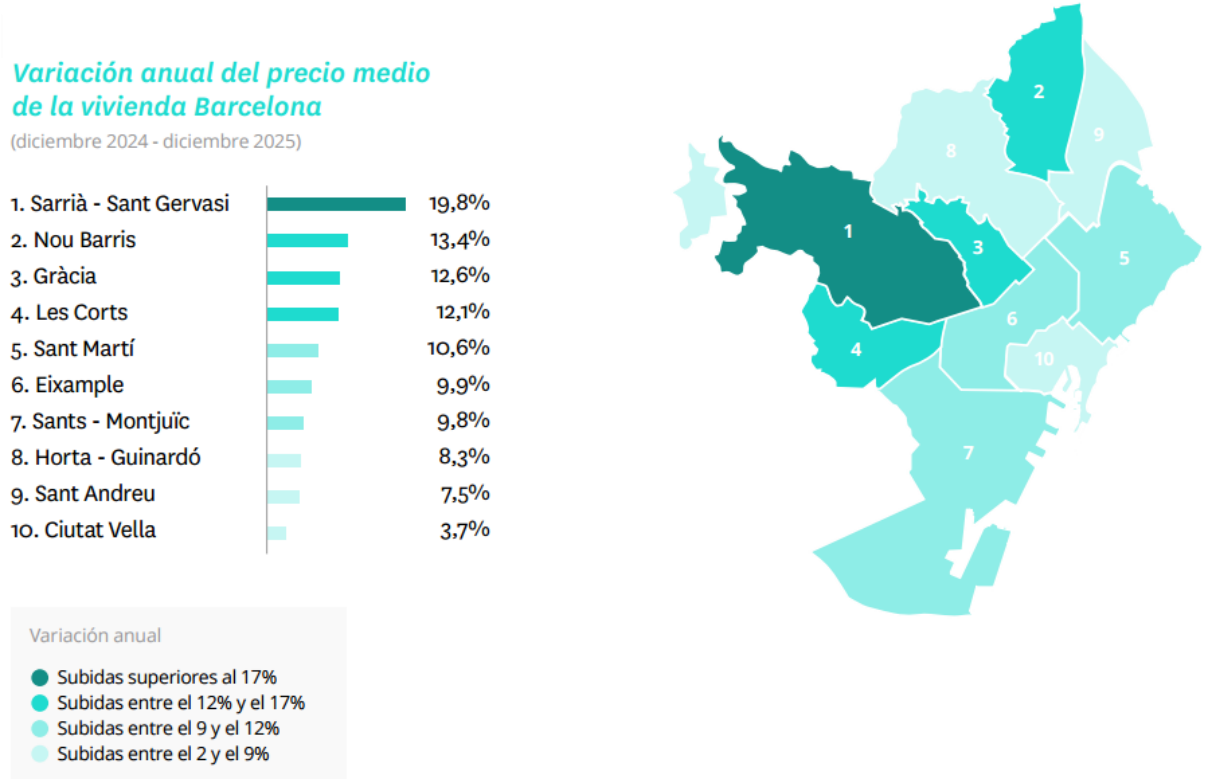 Variación anual del precio medio
de la vivienda Barcelona
(diciembre 2024 - diciembre 2025)
1. Sarrià - Sant Gervasi 19,8%
2. Nou Barris 13,4%
3. Gràcia 12,6%
4. Les Corts 12,1%
5. Sant Martí 10,6%
6. Eixample 9,9%
7. Sants - Montjuïc 9,8%
8. Horta - Guinardó 8,3%
9. Sant Andreu 7,5%
10. Ciutat Vella 3,7%
Variación anual
Subidas superiores al 17%
Subidas entre el 12% y el 17%
Subidas entre el 9 y el 12%
Subidas entre el 2 y el 9%
2
9
8
1
3
5
6
4
10
7